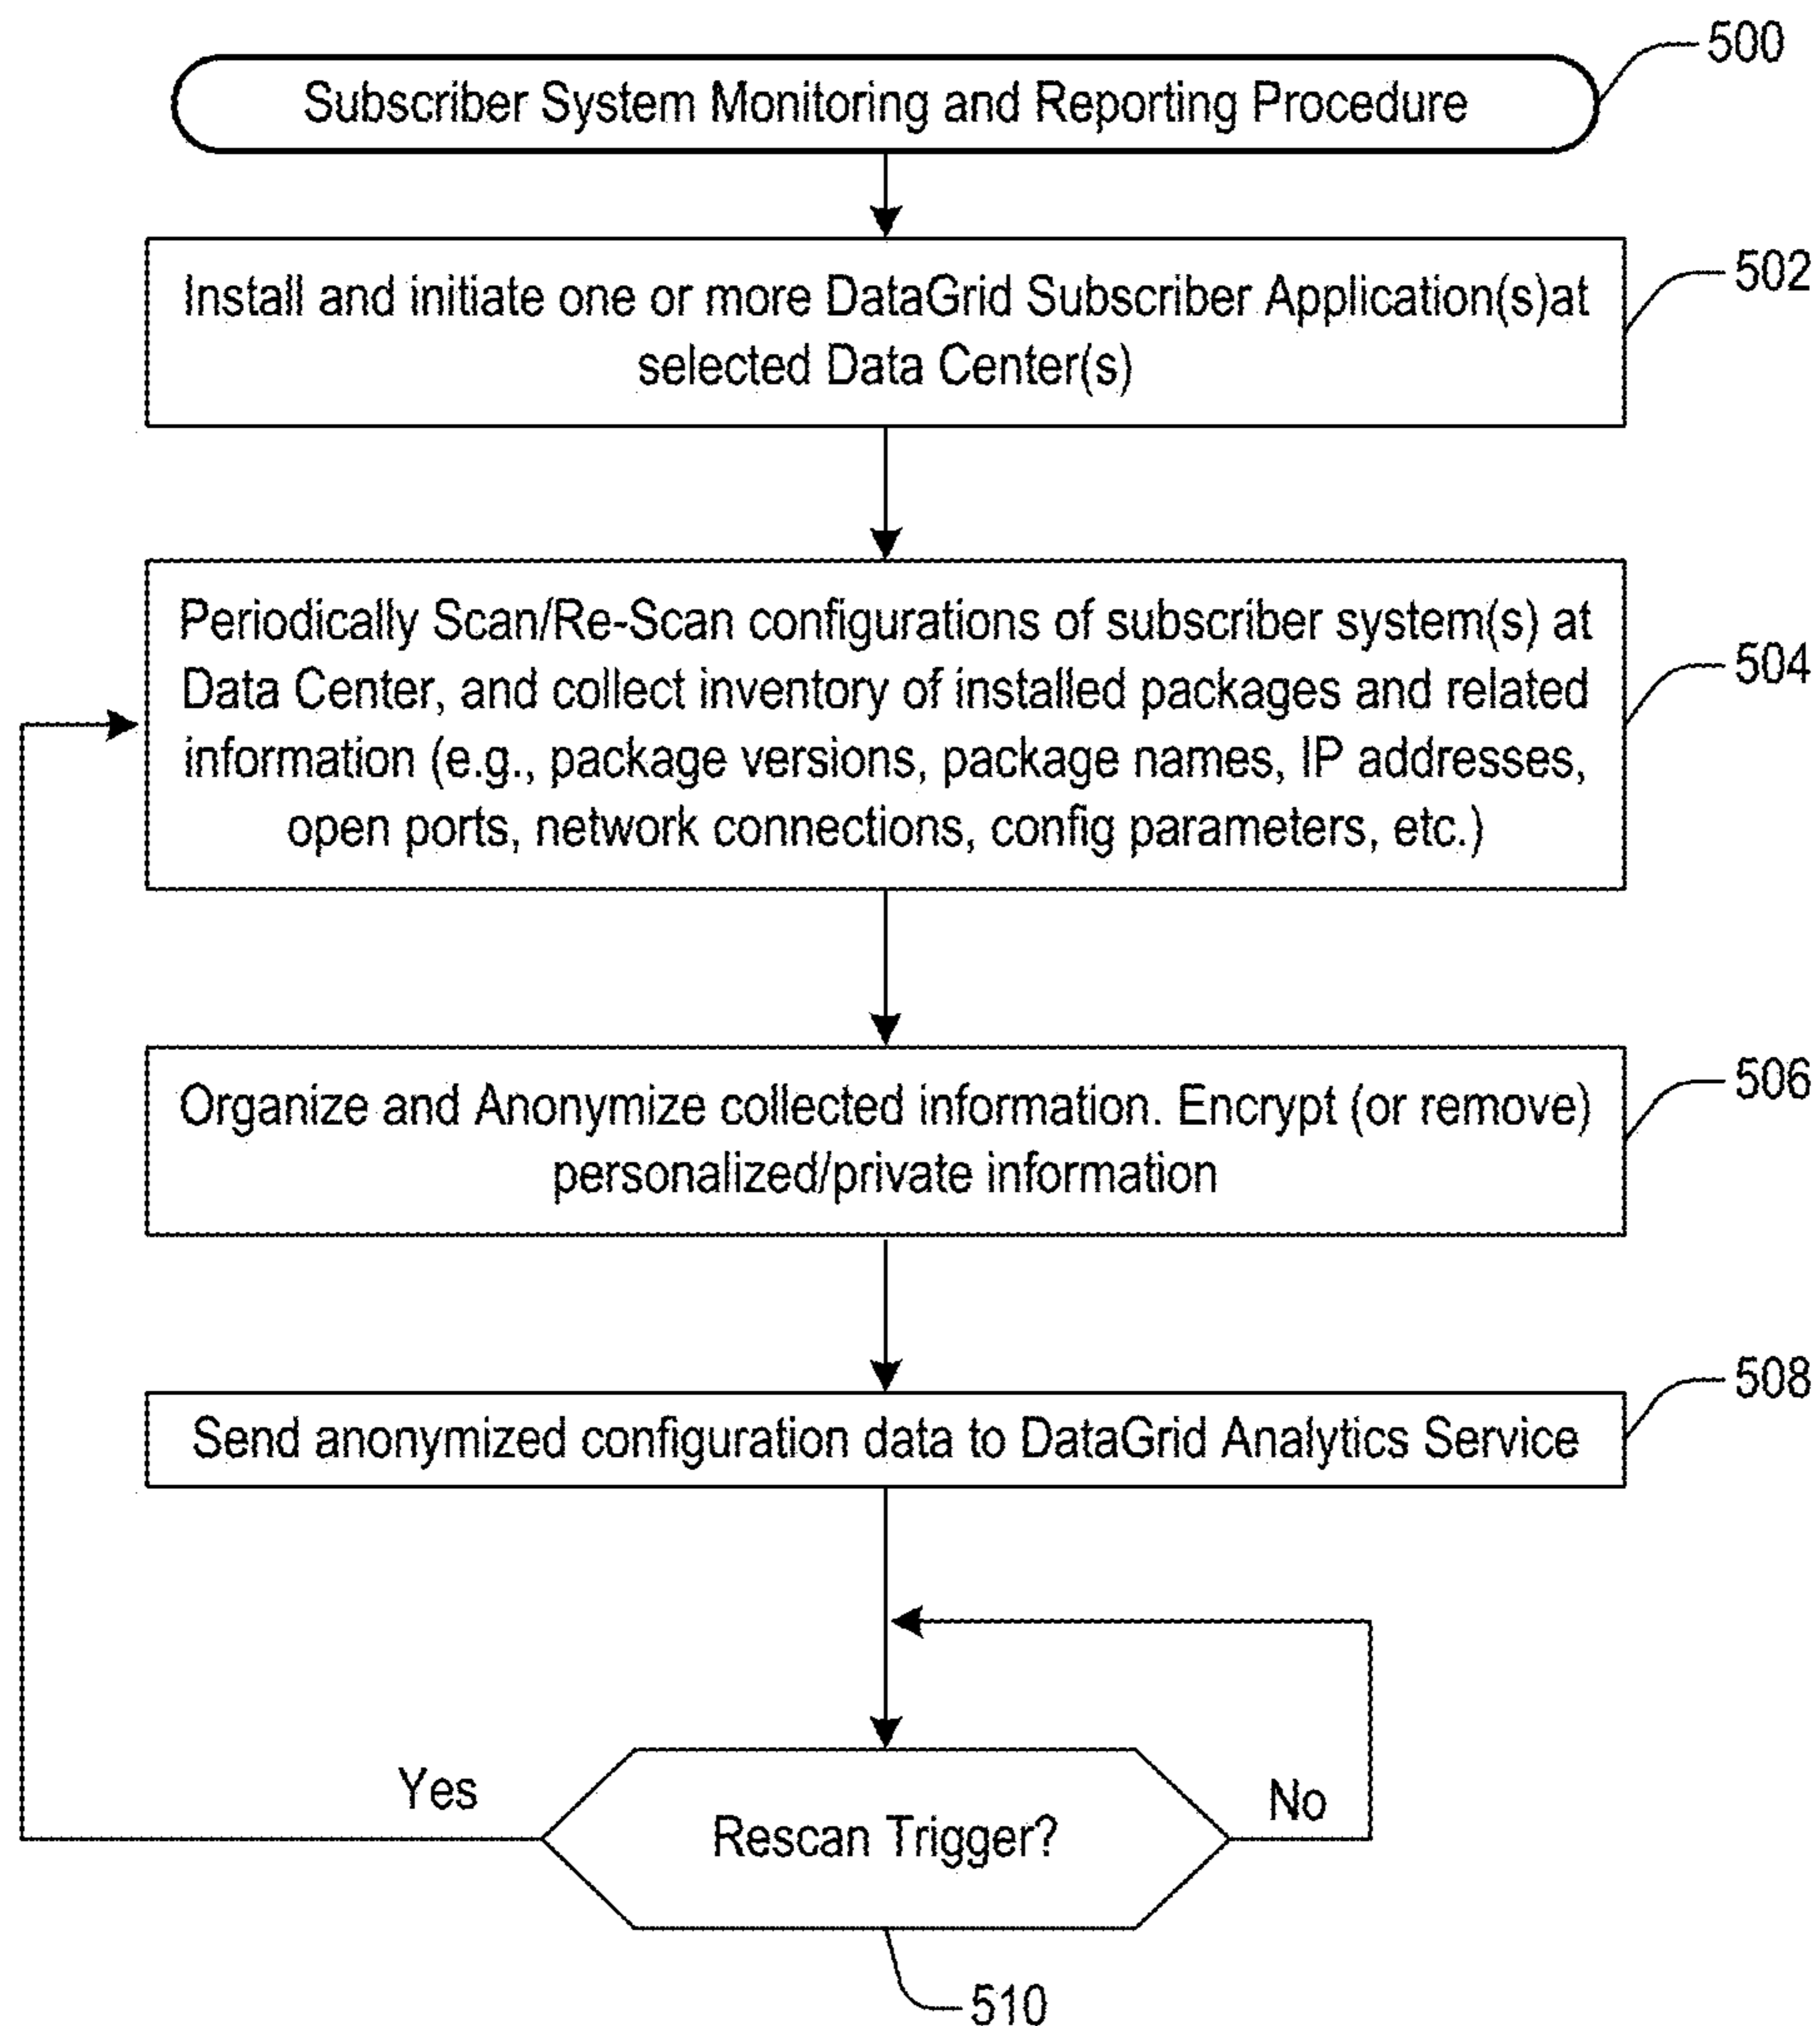 500
Subscriber System Monitoring and Reporting Procedure
502
Install and initiate one or more DataGrid Subscriber Application(s)at
selected Data Center(s)
504
Periodically Scan/Re-Scan configurations of subscriber system(s) at
Data Center, and collect inventory of installed packages and related
information (e.g., package versions, package names, IP addresses,
open ports, network connections, config parameters, etc.)
506
Organize and Anonymize collected information. Encrypt (or remove)
personalized/private information
508
Send anonymized configuration data to DataGrid Analytics Service
Yes
No
Rescan Trigger?
510